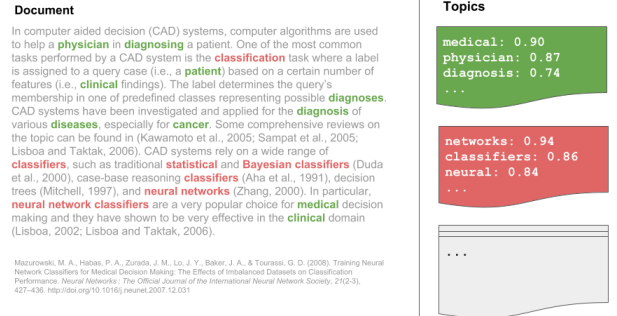 Document
In computer aided decision (CAD) systems, computer algorithms are used
to help a physician in diagnosing a patient. One of the most common
tasks performed by a CAD system is the classification task where a label
is assigned to a query case (i.e., a patient) based on a certain number of
features (i.e., clinical findings). The label determines the query's
membership in one of predefined classes representing possible diagnoses.
CAD systems have been investigated and applied for the diagnosis of
various diseases, especially for cancer. Some comprehensive reviews on
the topic can be found in (Kawamoto et al., 2005; Sampat et al., 2005;
Lisboa and Taktak, 2006). CAD systems rely on a wide range of
classifiers, such as traditional statistical and Bayesian classifiers (Duda
et al., 2000), case-base reasoning classifiers (Aha et al., 1991), decision
trees (Mitchell, 1997), and neural networks (Zhang, 2000). In particular,
neural network classifiers are a very popular choice for medical decision
making and they have shown to be very effective in the clinical domain
(Lisboa, 2002; Lisboa and Taktak, 2006).
Mazurowski, M. A., Habas, P. A., Zurada, J. M., Lo, J. Y., Baker, J. A., & Tourassi, G. D. (2008). Training Neural
Network Classifiers for Medical Decision Making: The Effects of Imbalanced Datasets on Classification
Performance. Neural Networks : The Official Journal of the International Neural Network Society, 21(2-3),
427–436. http://doi.org/10.1016/j.neunet.2007.12.031
Topics
medical: 0.90
physician: 0.87
diagnosis: 0.74
...
networks: 0.94
classifiers: 0.86
neural: 0.84
...
...